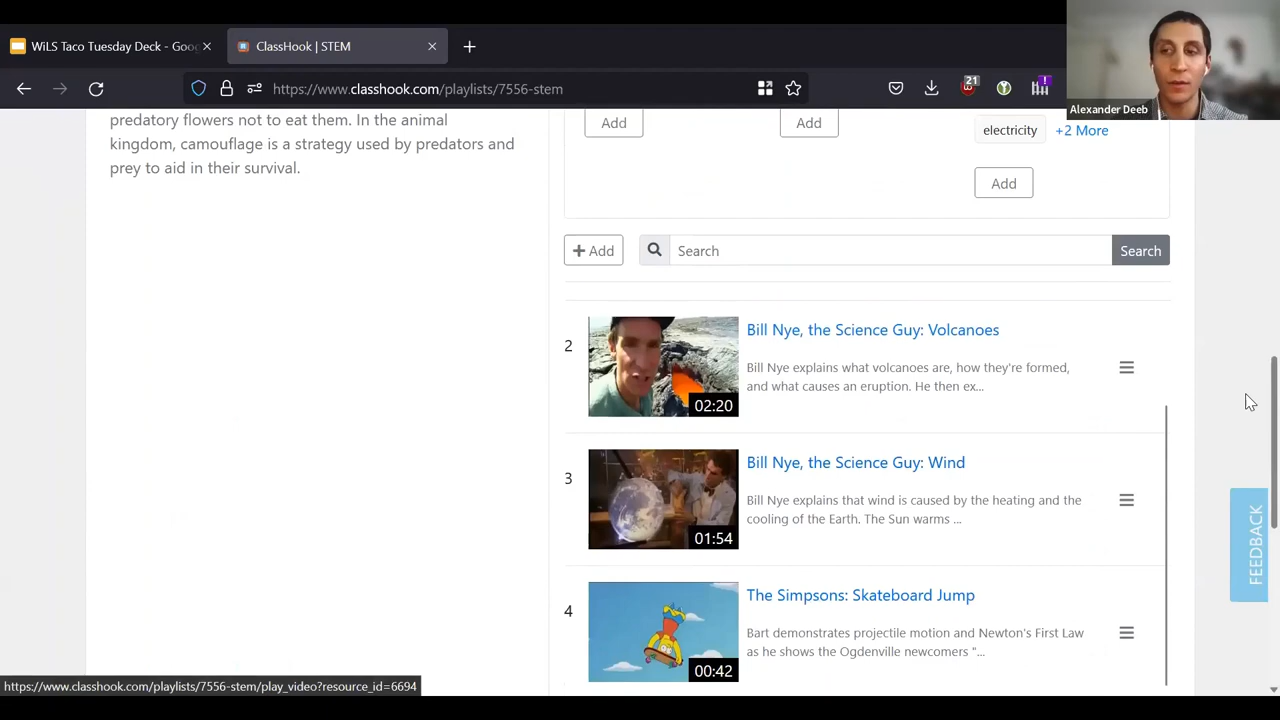 WiLS Taco Tuesday Deck - Goo
ClassHook | STEM
https://www.classhook.com/playlists/7556-stem
21
Alexander Deeb
predatory flowers not to eat them. In the animal
kingdom, camouflage is a strategy used by predators and
prey to aid in their survival.
Add
Add
electricity
+2 More
Add
Add
Search
Search
2
02:20
Bill Nye, the Science Guy: Volcanoes
Bill Nye explains what volcanoes are, how they're formed,
and what causes an eruption. He then ex...
3
01:54
Bill Nye, the Science Guy: Wind
Bill Nye explains that wind is caused by the heating and the
cooling of the Earth. The Sun warms ...
4
00:42
The Simpsons: Skateboard Jump
Bart demonstrates projectile motion and Newton's First Law
as he shows the Ogdenville newcomers "...
FEEDBACK
https://www.classhook.com/playlists/7556-stem/play_video?resource_id=6694